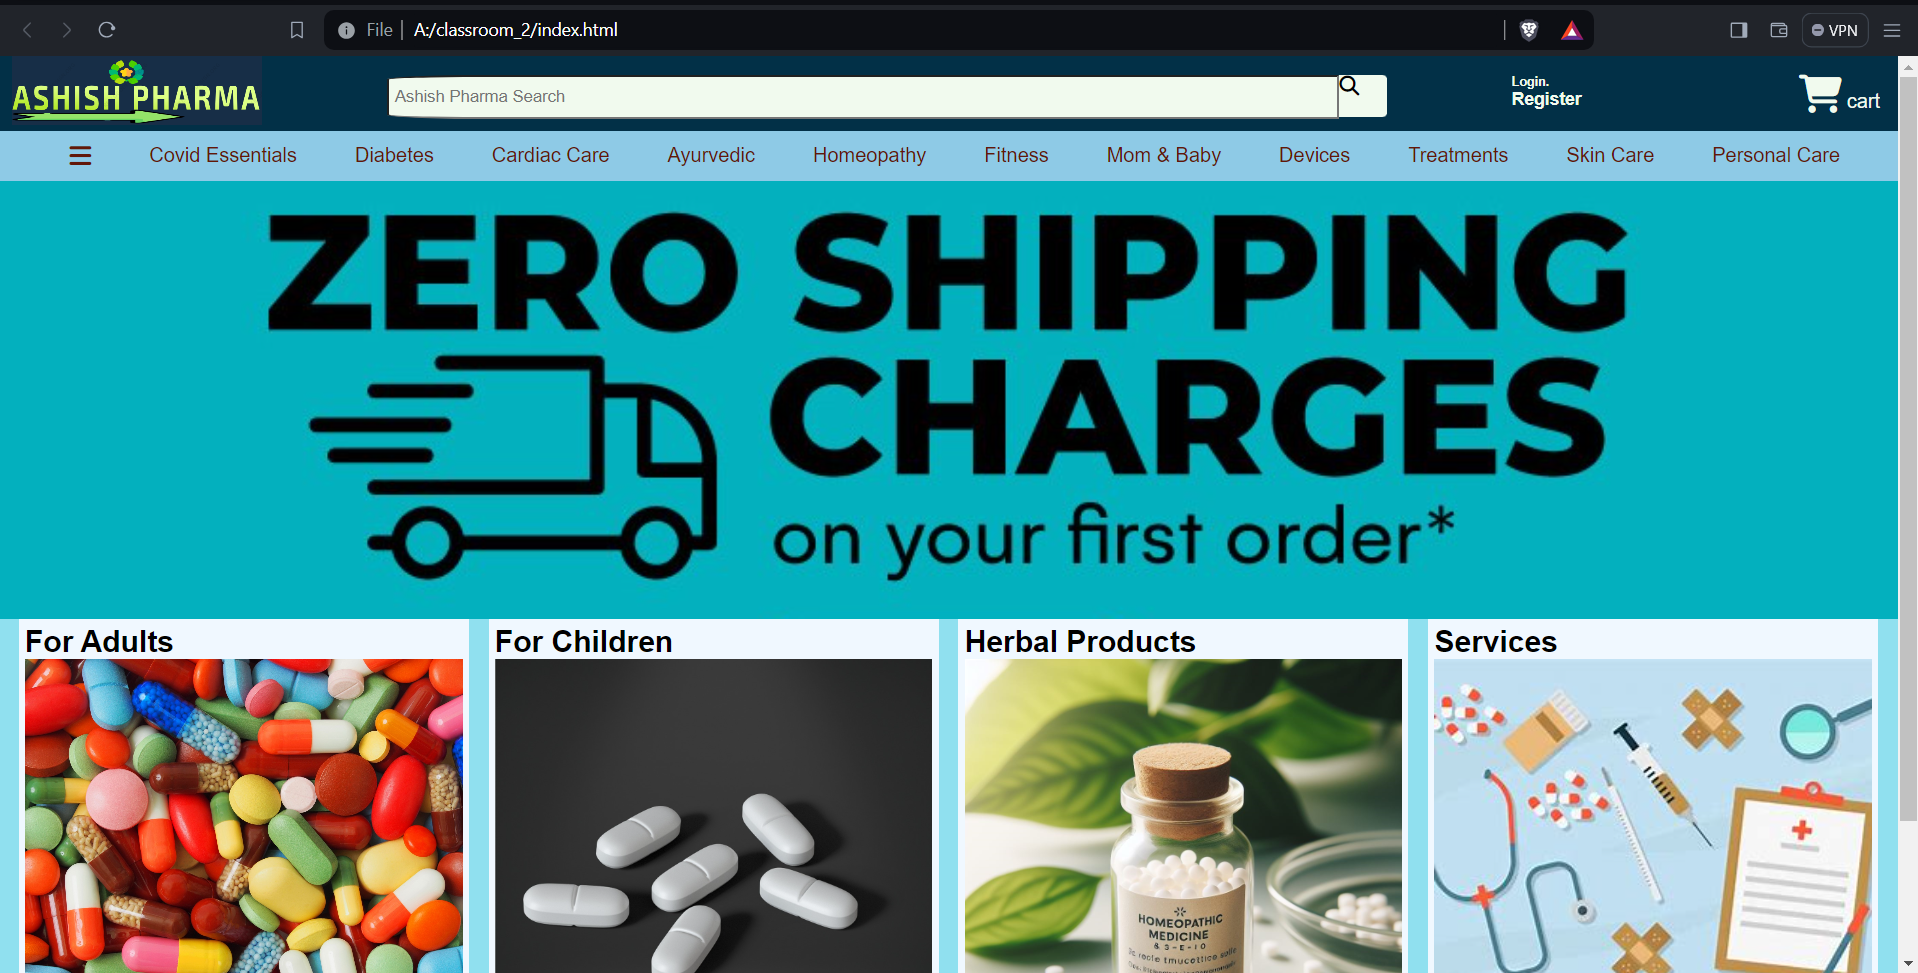 File
A:/classroom_2/index.html
VPN
ASHISH PHARMA
Ashish Pharma Search
Login.
Register
cart
Covid Essentials
Diabetes
Cardiac Care
Ayurvedic
Homeopathy
Fitness
Mom & Baby
Devices
Treatments
Skin Care
Personal Care
ZERO SHIPPING
CHARGES
on your first order*
For Adults
For Children
Herbal Products
Services
HOMEOPATHIC
MEDICINE